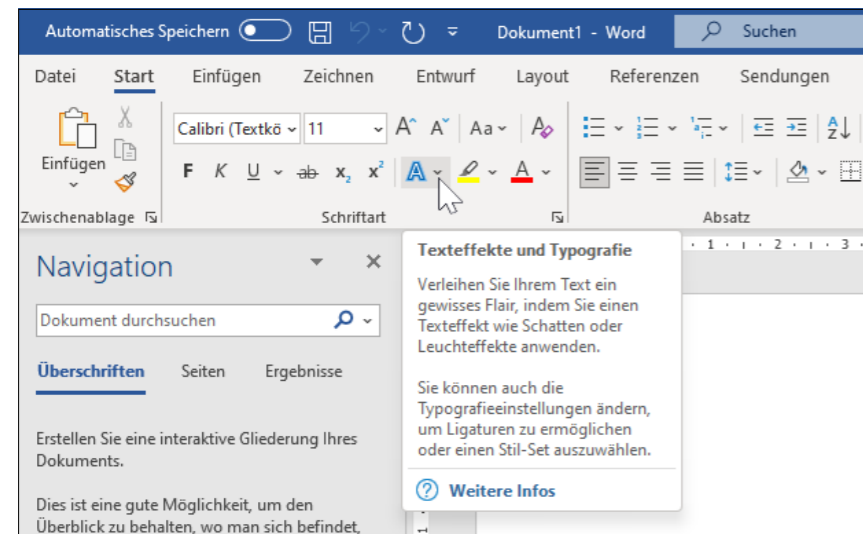 Automatisches Speichern
Dokument1 - Word
Suchen
Datei Start Einfügen Zeichnen Entwurf Layout Referenzen Sendungen
Einfügen
Calibri (Textkö 11 A A Aa A
F K U ab x₂ x² A A
Zwischenablage Schriftart Absatz
1 2 3
Navigation
Dokument durchsuchen
Überschriften Seiten Ergebnisse
Erstellen Sie eine interaktive Gliederung Ihres
Dokuments.
Dies ist eine gute Möglichkeit, um den
Überblick zu behalten, wo man sich befindet,
Texteffekte und Typografie
Verleihen Sie Ihrem Text ein
gewisses Flair, indem Sie einen
Texteffekt wie Schatten oder
Leuchteffekte anwenden.
Sie können auch die
Typografieeinstellungen ändern,
um Ligaturen zu ermöglichen
oder einen Stil-Set auszuwählen.
Weitere Infos